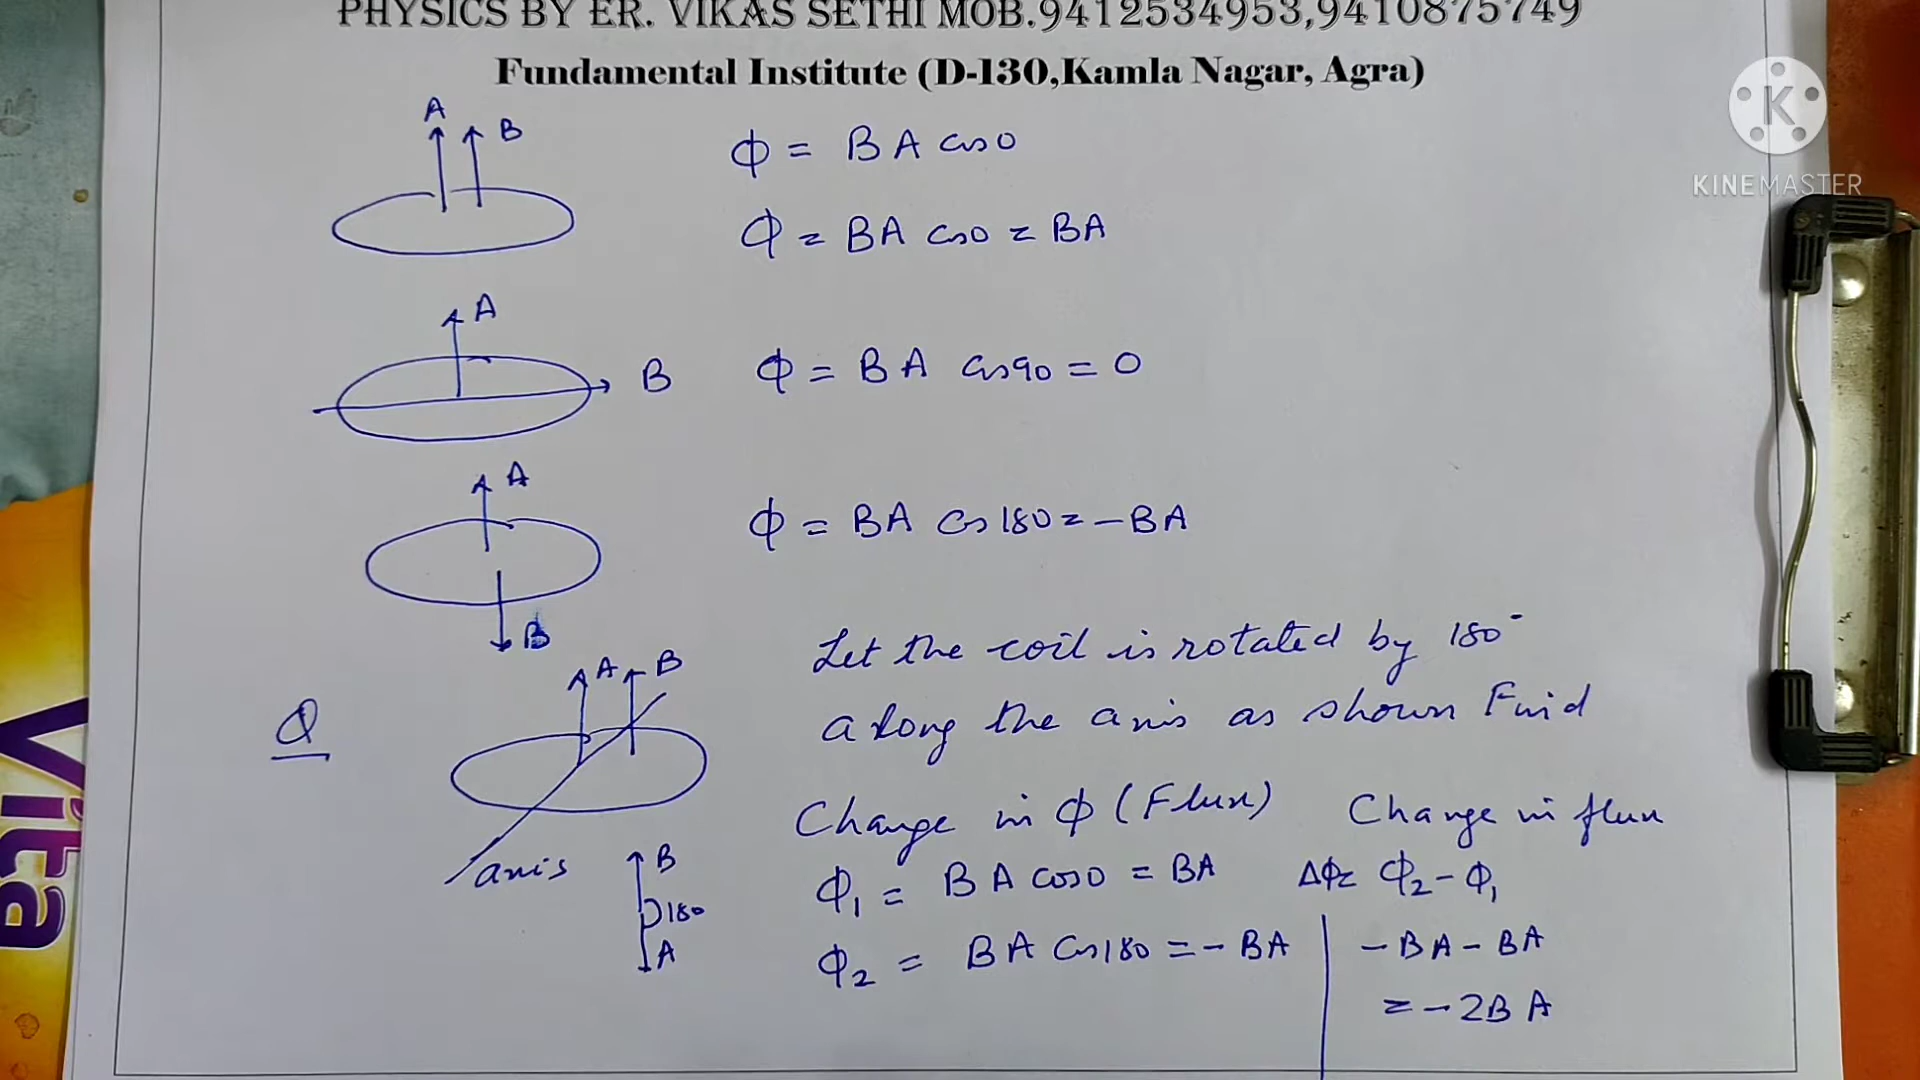 PHYSICS BY ER. VIKAS SETHI MOB.9412534953,9410875749
Fundamental Institute (D-130,Kamla Nagar, Agra)
K
KINEMASTER
A B
Φ = BA cos0
Φ = BA cos0 = BA
A
B
Φ = BA cos90 = 0
A
B
Φ = BA cos180 = -BA
Q
A B
axis
Let the coil is rotated by 180°
along the axis as shown Find
Change in Φ (Flux)
B
180
A
Φ1 = BA cos0 = BA
Φ2 = BA cos180 = - BA
Change in flux
ΔΦ = Φ2 - Φ1
- BA - BA
= - 2BA
Vita